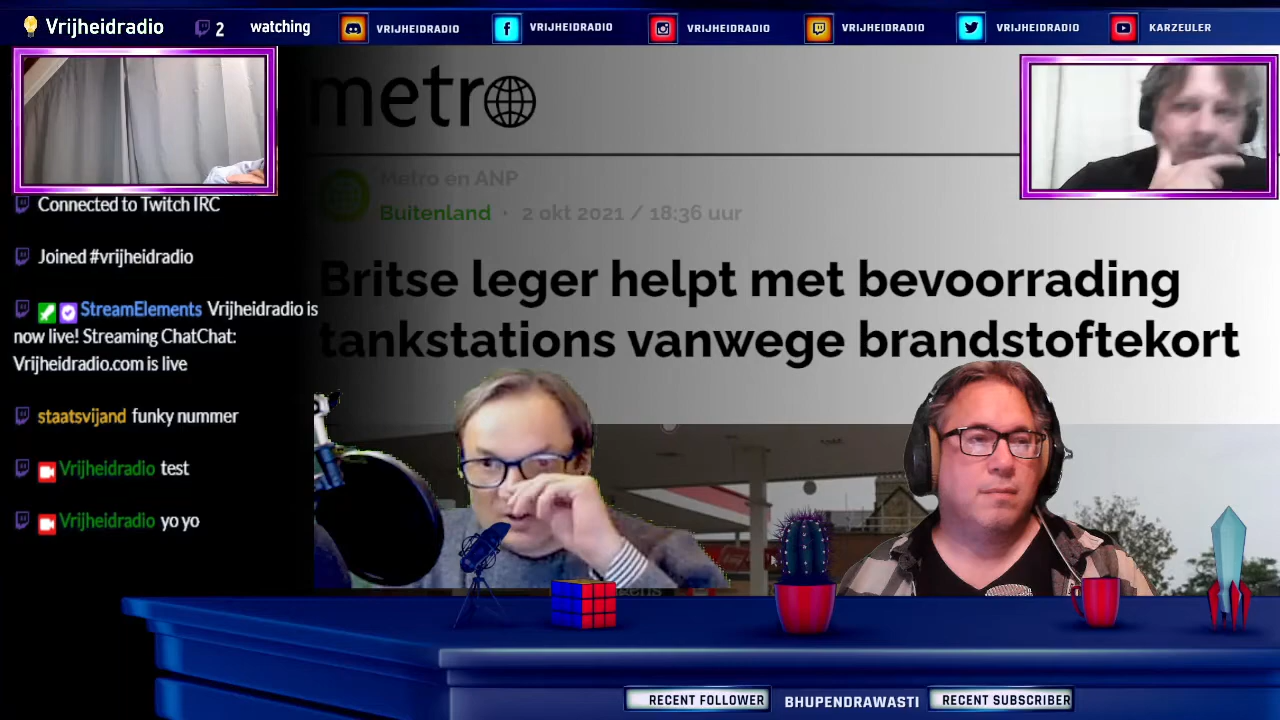 Vrijheidradio
2
watching
VRIJHEIDRADIO
VRIJHEIDRADIO
VRIJHEIDRADIO
VRIJHEIDRADIO
VRIJHEIDRADIO
KARZEULER
metro
Metro en ANP
Buitenland · 2 okt 2021 / 18:36 uur
Britse leger helpt met bevoorrading
tankstations vanwege brandstoftekort
Connected to Twitch IRC
Joined #vrijheidradio
StreamElements Vrijheidradio is
now live! Streaming ChatChat:
Vrijheidradio.com is live
staatsvijand funky nummer
Vrijheidradio test
Vrijheidradio yo yo
RECENT FOLLOWER
BHUPENDRAWASTI
RECENT SUBSCRIBER